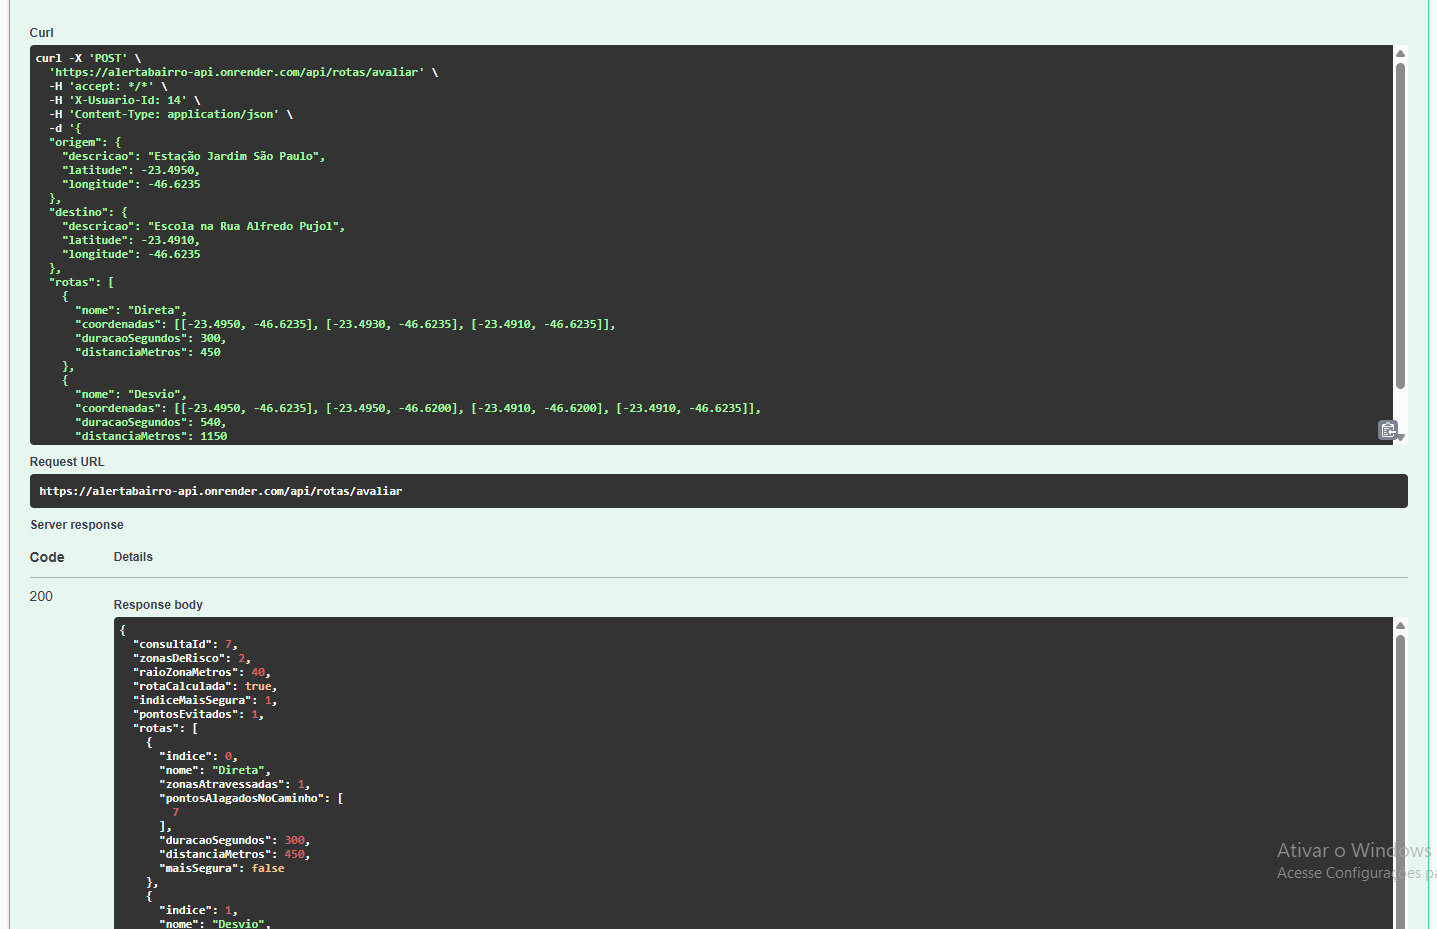 Curl
curl -X 'POST' \
  'https://alertabairro-api.onrender.com/api/rotas/avaliar' \
  -H 'accept: */*' \
  -H 'X-Usuario-Id: 14' \
  -H 'Content-Type: application/json' \
  -d '{
  "origem": {
    "descricao": "Estação Jardim São Paulo",
    "latitude": -23.4950,
    "longitude": -46.6235
  },
  "destino": {
    "descricao": "Escola na Rua Alfredo Pujol",
    "latitude": -23.4910,
    "longitude": -46.6235
  },
  "rotas": [
    {
      "nome": "Direta",
      "coordenadas": [[-23.4950, -46.6235], [-23.4930, -46.6235], [-23.4910, -46.6235]],
      "duracaoSegundos": 300,
      "distanciaMetros": 450
    },
    {
      "nome": "Desvio",
      "coordenadas": [[-23.4950, -46.6235], [-23.4950, -46.6200], [-23.4910, -46.6200], [-23.4910, -46.6235]],
      "duracaoSegundos": 540,
      "distanciaMetros": 1150
Request URL
https://alertabairro-api.onrender.com/api/rotas/avaliar
Server response
Code Details
200
Response body
{
  "consultaId": 7,
  "zonasDeRisco": 2,
  "raioZonaMetros": 40,
  "rotaCalculada": true,
  "indiceMaisSegura": 1,
  "pontosEvitados": 1,
  "rotas": [
    {
      "indice": 0,
      "nome": "Direta",
      "zonasAtravessadas": 1,
      "pontosAlagadosNoCaminho": [
        7
      ],
      "duracaoSegundos": 300,
      "distanciaMetros": 450,
      "maisSegura": false
    },
    {
      "indice": 1,
      "nome": "Desvio",
Ativar o Windows
Acesse Configurações pa